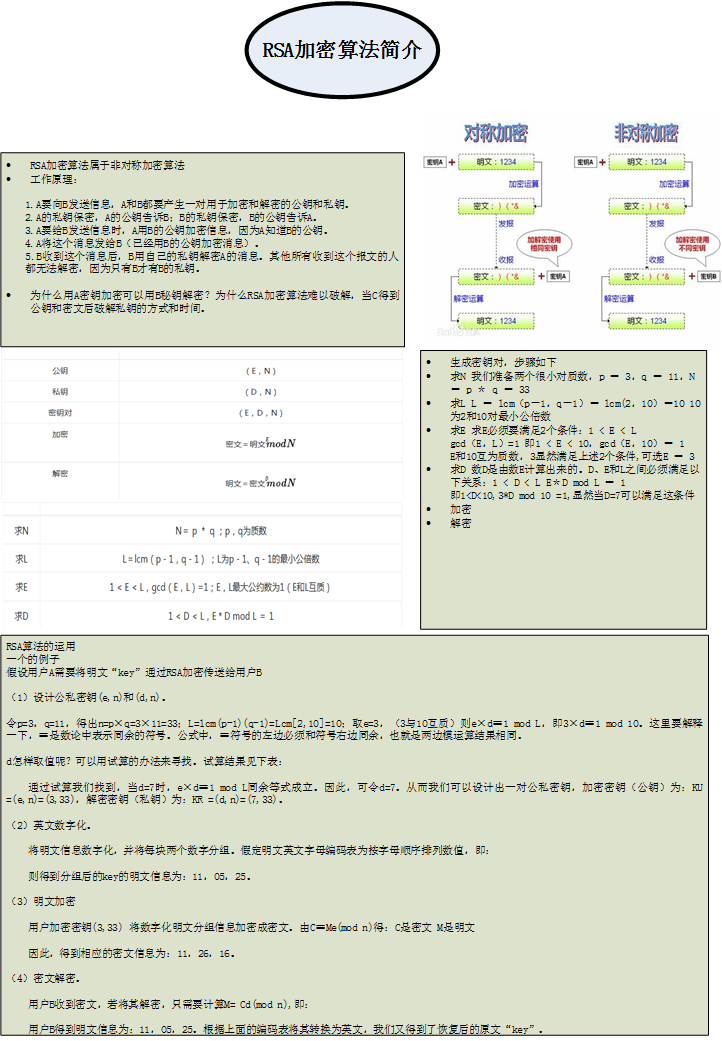 RSA加密算法简介
对称加密
非对称加密
密钥A + 明文：1234
密钥A + 明文：1234
加密运算
加密运算
密文：）（*&
密文：）（*&
发报
发报
加解密使用
相同密钥
加解密使用
不同密钥
收报
收报
密文：）（*& + 密钥A
密文：）（*& + 密钥B
解密运算
解密运算
明文：1234
明文：1234
• RSA加密算法属于非对称加密算法
• 工作原理：
1.A要向B发送信息，A和B都要产生一对用于加密和解密的公钥和私钥。
2.A的私钥保密，A的公钥告诉B；B的私钥保密，B的公钥告诉A。
3.A要给B发送信息时，A用B的公钥加密信息，因为A知道B的公钥。
4.A将这个消息发给B（已经用B的公钥加密消息）。
5.B收到这个消息后，B用自己的私钥解密A的消息。其他所有收到这个报文的人
都无法解密，因为只有B才有B的私钥。
• 为什么用A密钥加密可以用B秘钥解密？为什么RSA加密算法难以破解，当C得到
公钥和密文后破解私钥的方式和时间。
公钥 （E，N）
私钥 （D，N）
密钥对 （E，D，N）
加密 密文＝明文^E mod N
解密 明文＝密文^D mod N
求N N＝ p * q ；p，q为质数
求L L＝lcm（p－1，q－1） ；L为p－1、q－1的最小公倍数
求E 1 < E < L，gcd（E，L）=1；E，L最大公约数为1（E和L互质）
求D 1 < D < L，E * D mod L ＝ 1
• 生成密钥对，步骤如下
• 求N 我们准备两个很小对质数，p ＝ 3，q ＝ 11，N
＝ p ＊ q ＝ 33
• 求L L ＝ lcm（p－1，q－1）＝ lcm(2，10）＝10 10
为2和10对最小公倍数
• 求E 求E必须要满足2个条件：1 < E < L
gcd（E，L）=1 即1 < E < 10，gcd（E，10）＝ 1
E和10互为质数，3显然满足上述2个条件,可选E ＝ 3
• 求D 数D是由数E计算出来的。D、E和L之间必须满足以
下关系：1 < D < L E＊D mod L ＝ 1
即1<D<10,3*D mod 10 =1,显然当D=7可以满足这条件
• 加密
• 解密
RSA算法的运用
一个的例子
假设用户A需要将明文“key”通过RSA加密传送给用户B
（1）设计公私密钥(e,n)和(d,n)。
令p=3，q=11，得出n=p×q=3×11=33；L=lcm(p-1)(q-1)=Lcm[2,10]=10；取e=3，（3与10互质）则e×d≡1 mod L，即3×d≡1 mod 10。这里要解释
一下，≡是数论中表示同余的符号。公式中，≡符号的左边必须和符号右边同余，也就是两边模运算结果相同。
d怎样取值呢？可以用试算的办法来寻找。试算结果见下表：
通过试算我们找到，当d=7时，e×d≡1 mod L同余等式成立。因此，可令d=7。从而我们可以设计出一对公私密钥，加密密钥（公钥）为：KU
=(e,n)=(3,33)，解密密钥（私钥）为：KR =(d,n)=(7,33)。
（2）英文数字化。
将明文信息数字化，并将每块两个数字分组。假定明文英文字母编码表为按字母顺序排列数值，即：
则得到分组后的key的明文信息为：11，05，25。
（3）明文加密
用户加密密钥(3,33) 将数字化明文分组信息加密成密文。由C≡Me(mod n)得：C是密文 M是明文
因此，得到相应的密文信息为：11，26，16。
（4）密文解密。
用户B收到密文，若将其解密，只需要计算M= Cd(mod n),即：
用户B得到明文信息为：11，05，25。根据上面的编码表将其转换为英文，我们又得到了恢复后的原文“key”。